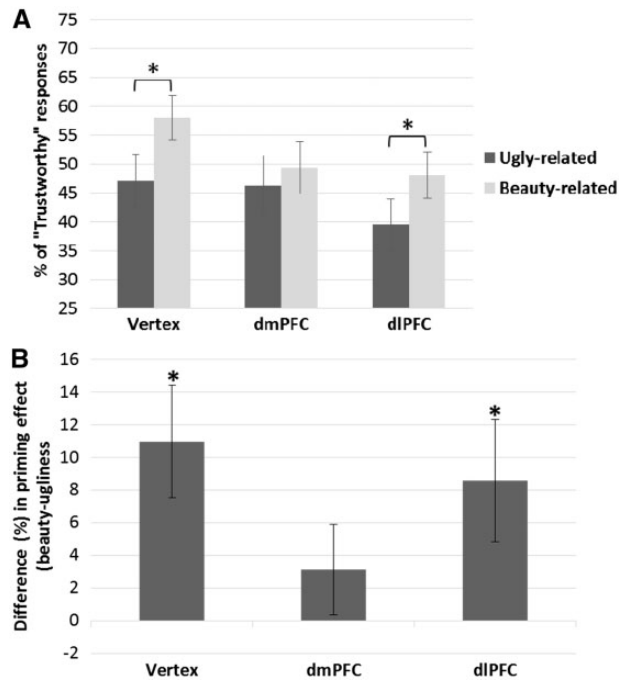 A
% of "Trustworthy" responses
75
70
65
60
55
50
45
40
35
30
25
*
*
Vertex dmPFC dlPFC
Ugly-related
Beauty-related
B
Difference (%) in priming effect
(beauty-ugliness
16
14
12
10
8
6
4
2
0
-2
*
*
Vertex dmPFC dlPFC